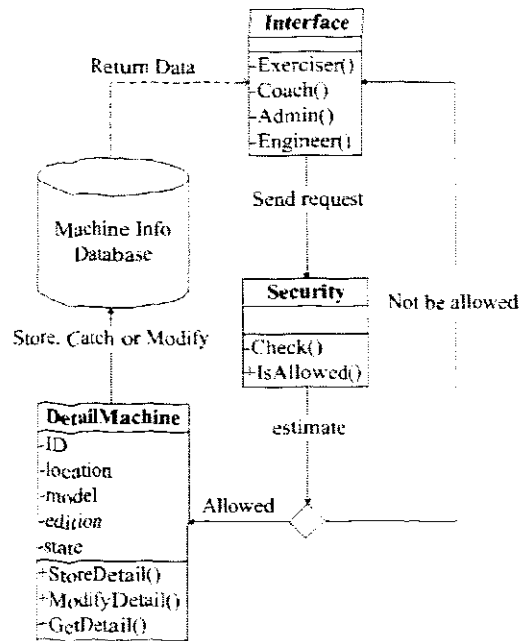 Interface
-Exerciser()
-Coach()
-Admin()
-Engineer()
Return Data
Send request
Machine Info
Database
Security
-Check()
+IsAllowed()
Not be allowed
Store, Catch or Modify
estimate
DetailMachine
-ID
-location
-model
-edition
-state
+StoreDetail()
+ModifyDetail()
-GetDetail()
Allowed